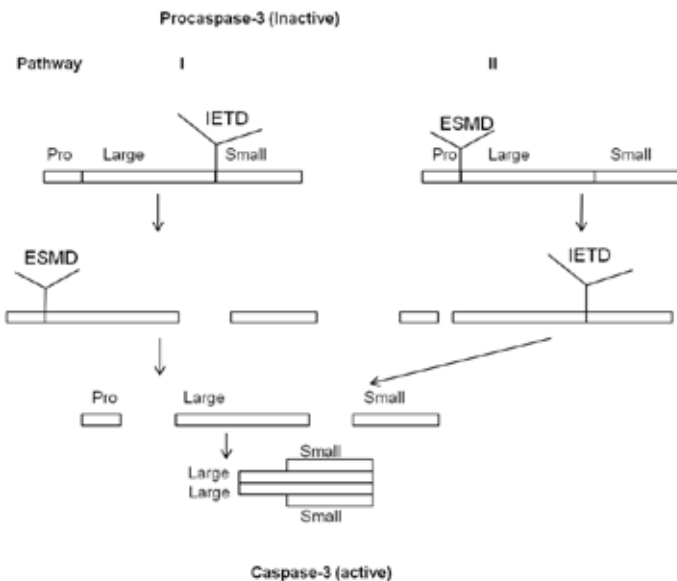 Procaspase-3 (Inactive)
Pathway I II
IETD
ESMD
Pro Large Small
Pro Large Small
ESMD
IETD
Pro Large Small
Small
Large
Large
Small
Caspase-3 (active)